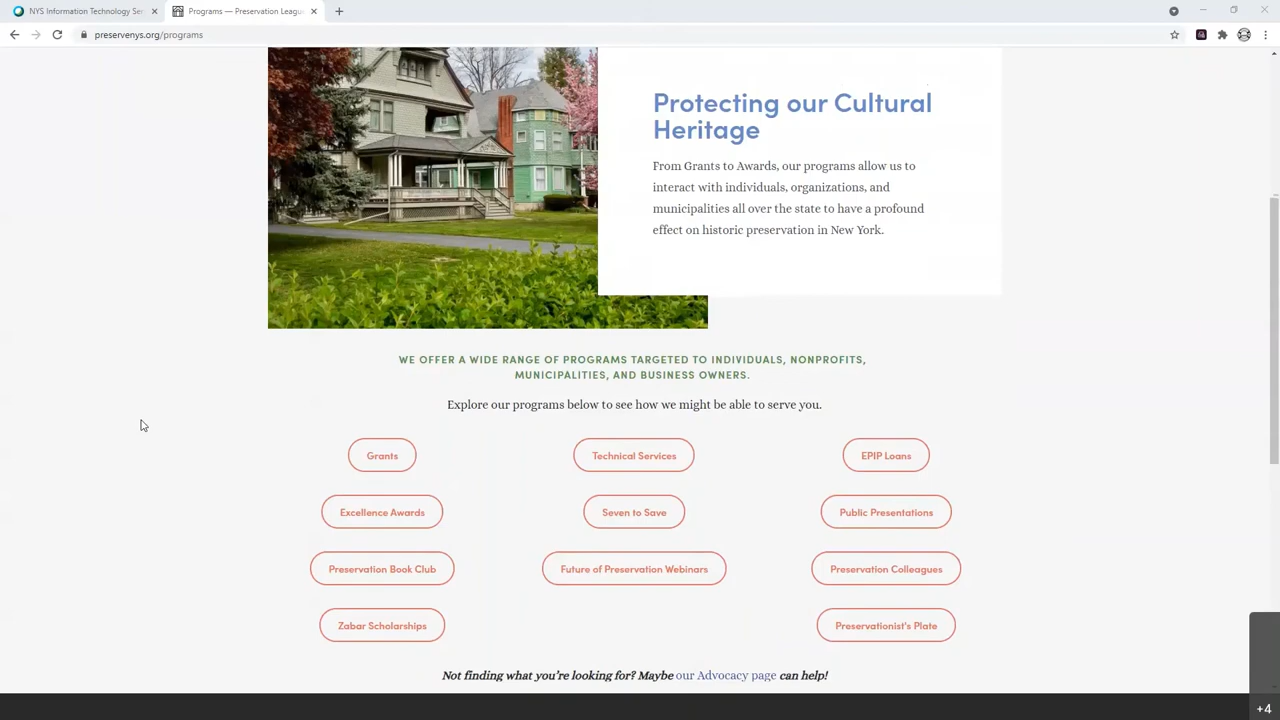 NYS Information Technology Ser
Programs — Preservation Leagu
preservenys.org/programs
Protecting our Cultural
Heritage
From Grants to Awards, our programs allow us to
interact with individuals, organizations, and
municipalities all over the state to have a profound
effect on historic preservation in New York.
WE OFFER A WIDE RANGE OF PROGRAMS TARGETED TO INDIVIDUALS, NONPROFITS,
MUNICIPALITIES, AND BUSINESS OWNERS.
Explore our programs below to see how we might be able to serve you.
Grants
Technical Services
EPIP Loans
Excellence Awards
Seven to Save
Public Presentations
Preservation Book Club
Future of Preservation Webinars
Preservation Colleagues
Zabar Scholarships
Preservationist's Plate
Not finding what you're looking for? Maybe our Advocacy page can help!
+4